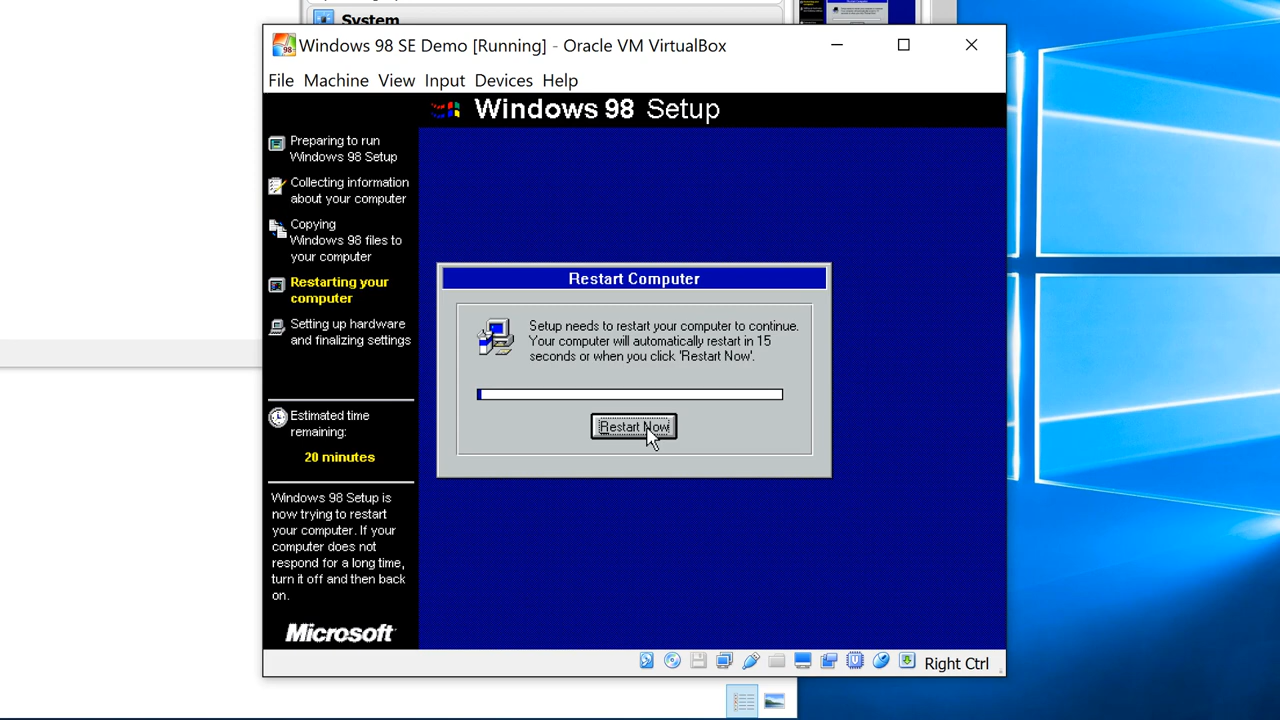 System
Windows 98 SE Demo [Running] - Oracle VM VirtualBox
File Machine View Input Devices Help
Windows 98 Setup
Preparing to run
Windows 98 Setup
Collecting information
about your computer
Copying
Windows 98 files to
your computer
Restarting your
computer
Setting up hardware
and finalizing settings
Estimated time
remaining:
20 minutes
Windows 98 Setup is
now trying to restart
your computer. If your
computer does not
respond for a long time,
turn it off and then back
on.
Microsoft
Restart Computer
Setup needs to restart your computer to continue.
Your computer will automatically restart in 15
seconds or when you click 'Restart Now'.
Restart Now
Right Ctrl